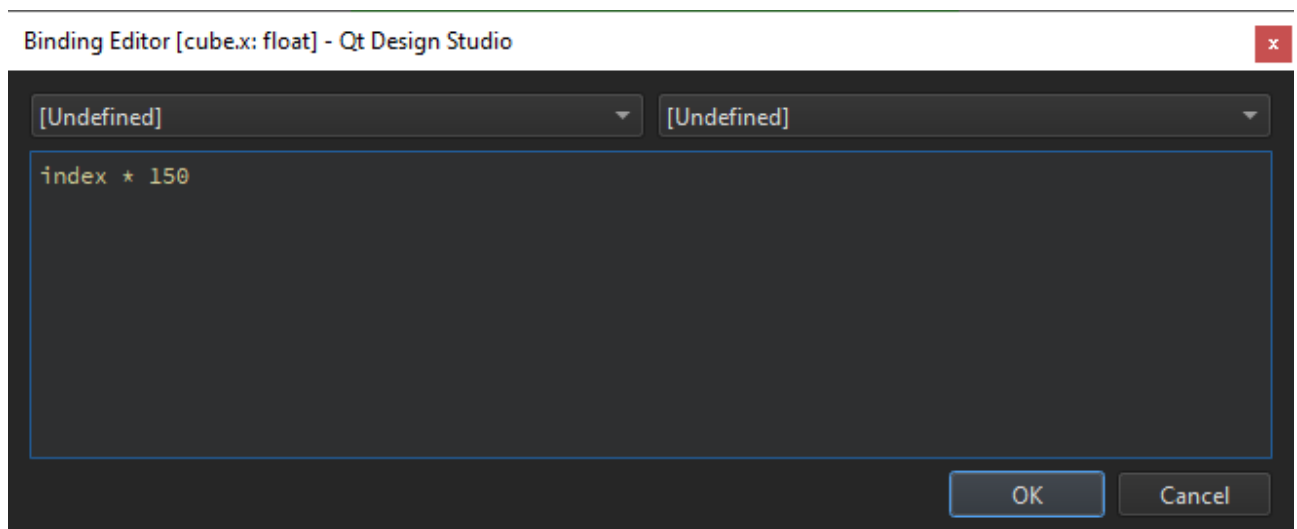 Binding Editor [cube.x: float] - Qt Design Studio
x
[Undefined] [Undefined]
index * 150
OK Cancel